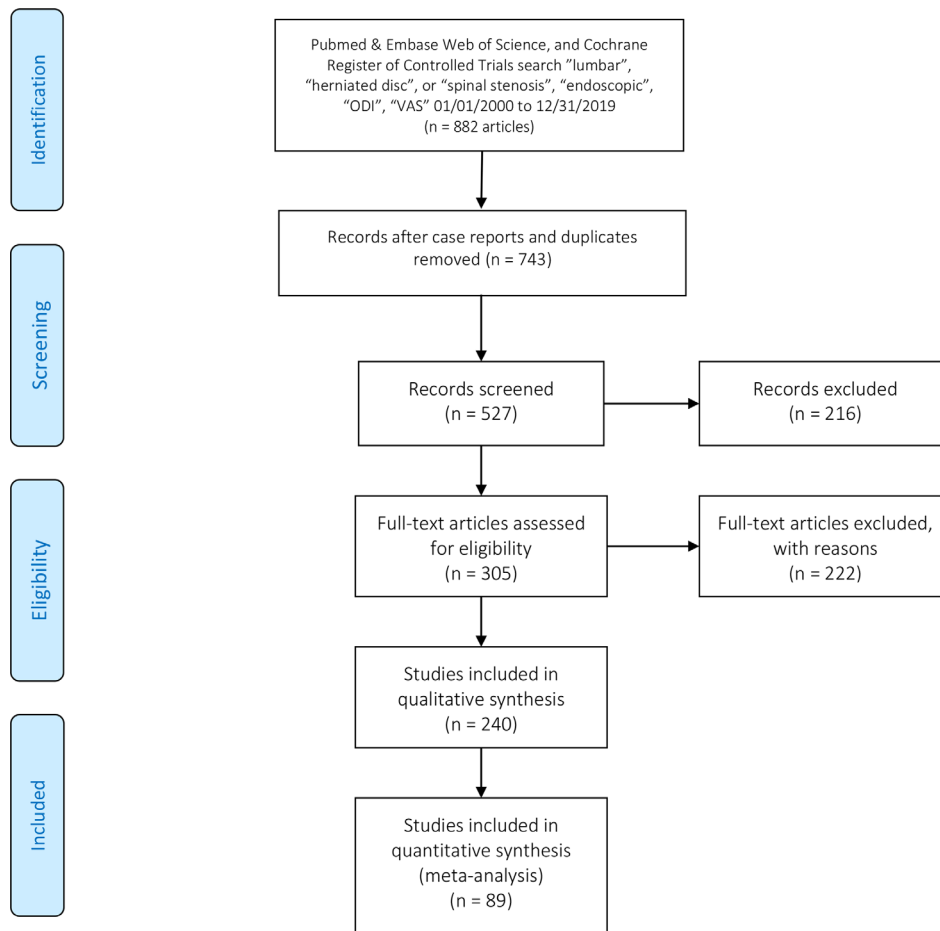 Identification
Pubmed & Embase Web of Science, and Cochrane
Register of Controlled Trials search ”lumbar”,
“herniated disc”, or “spinal stenosis”, “endoscopic”,
“ODI”, “VAS” 01/01/2000 to 12/31/2019
(n = 882 articles)
Screening
Records after case reports and duplicates
removed (n = 743)
Records screened
(n = 527)
Records excluded
(n = 216)
Eligibility
Full-text articles assessed
for eligibility
(n = 305)
Full-text articles excluded,
with reasons
(n = 222)
Studies included in
qualitative synthesis
(n = 240)
Included
Studies included in
quantitative synthesis
(meta-analysis)
(n = 89)